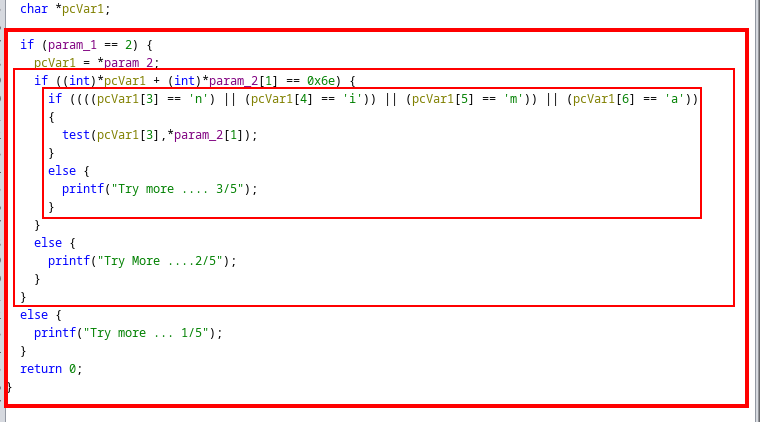 char *pcVar1;
if (param_1 == 2) {
pcVar1 = *param_2;
if ((int)*pcVar1 + (int)*param_2[1] == 0x6e) {
if ((((pcVar1[3] == 'n') || (pcVar1[4] == 'i')) || (pcVar1[5] == 'm')) || (pcVar1[6] == 'a'))
{
test(pcVar1[3],*param_2[1]);
}
else {
printf("Try more .... 3/5");
}
}
else {
printf("Try More ....2/5");
}
}
else {
printf("Try more ... 1/5");
}
return 0;
}